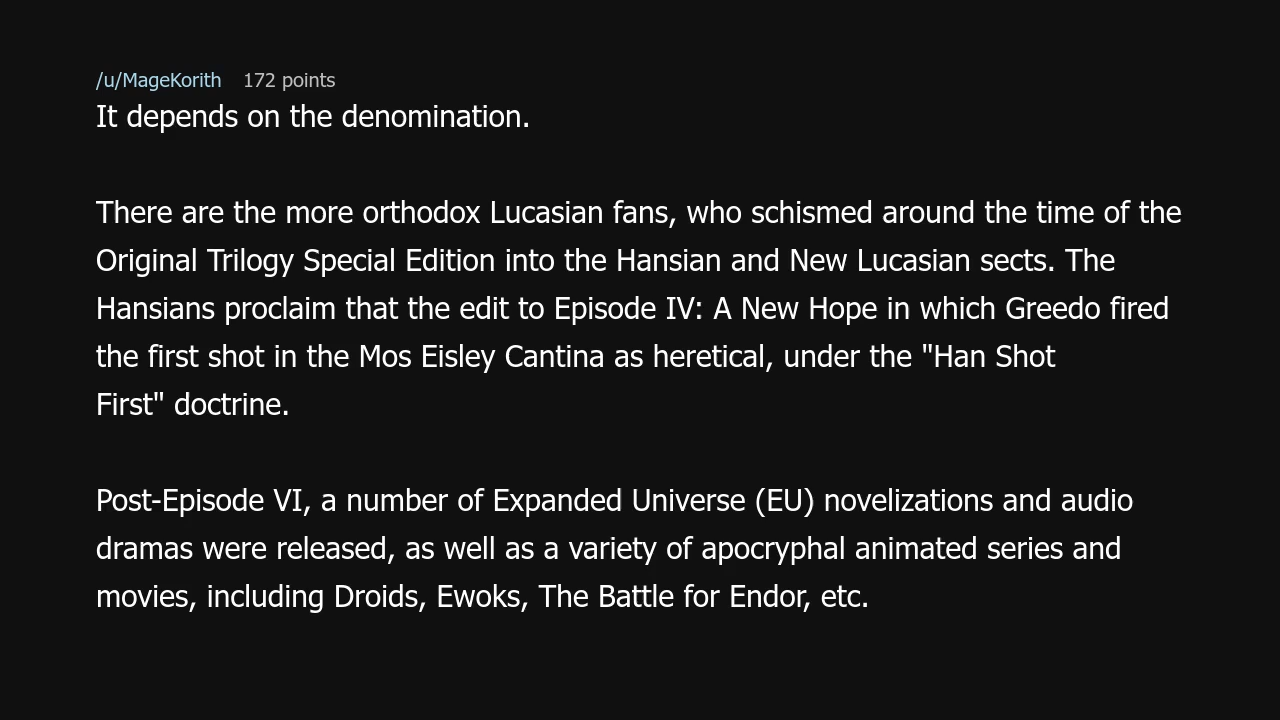 /u/MageKorith 172 points
It depends on the denomination.
There are the more orthodox Lucasian fans, who schismed around the time of the
Original Trilogy Special Edition into the Hansian and New Lucasian sects. The
Hansians proclaim that the edit to Episode IV: A New Hope in which Greedo fired
the first shot in the Mos Eisley Cantina as heretical, under the "Han Shot
First" doctrine.
Post-Episode VI, a number of Expanded Universe (EU) novelizations and audio
dramas were released, as well as a variety of apocryphal animated series and
movies, including Droids, Ewoks, The Battle for Endor, etc.